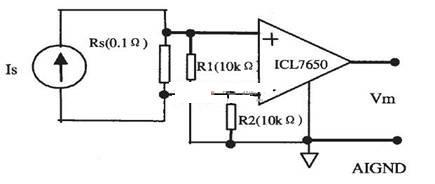 Rs(0.1Ω)
+
R1(10kΩ)
ICL7650
Is
Vm
R2(10kΩ)
AIGND